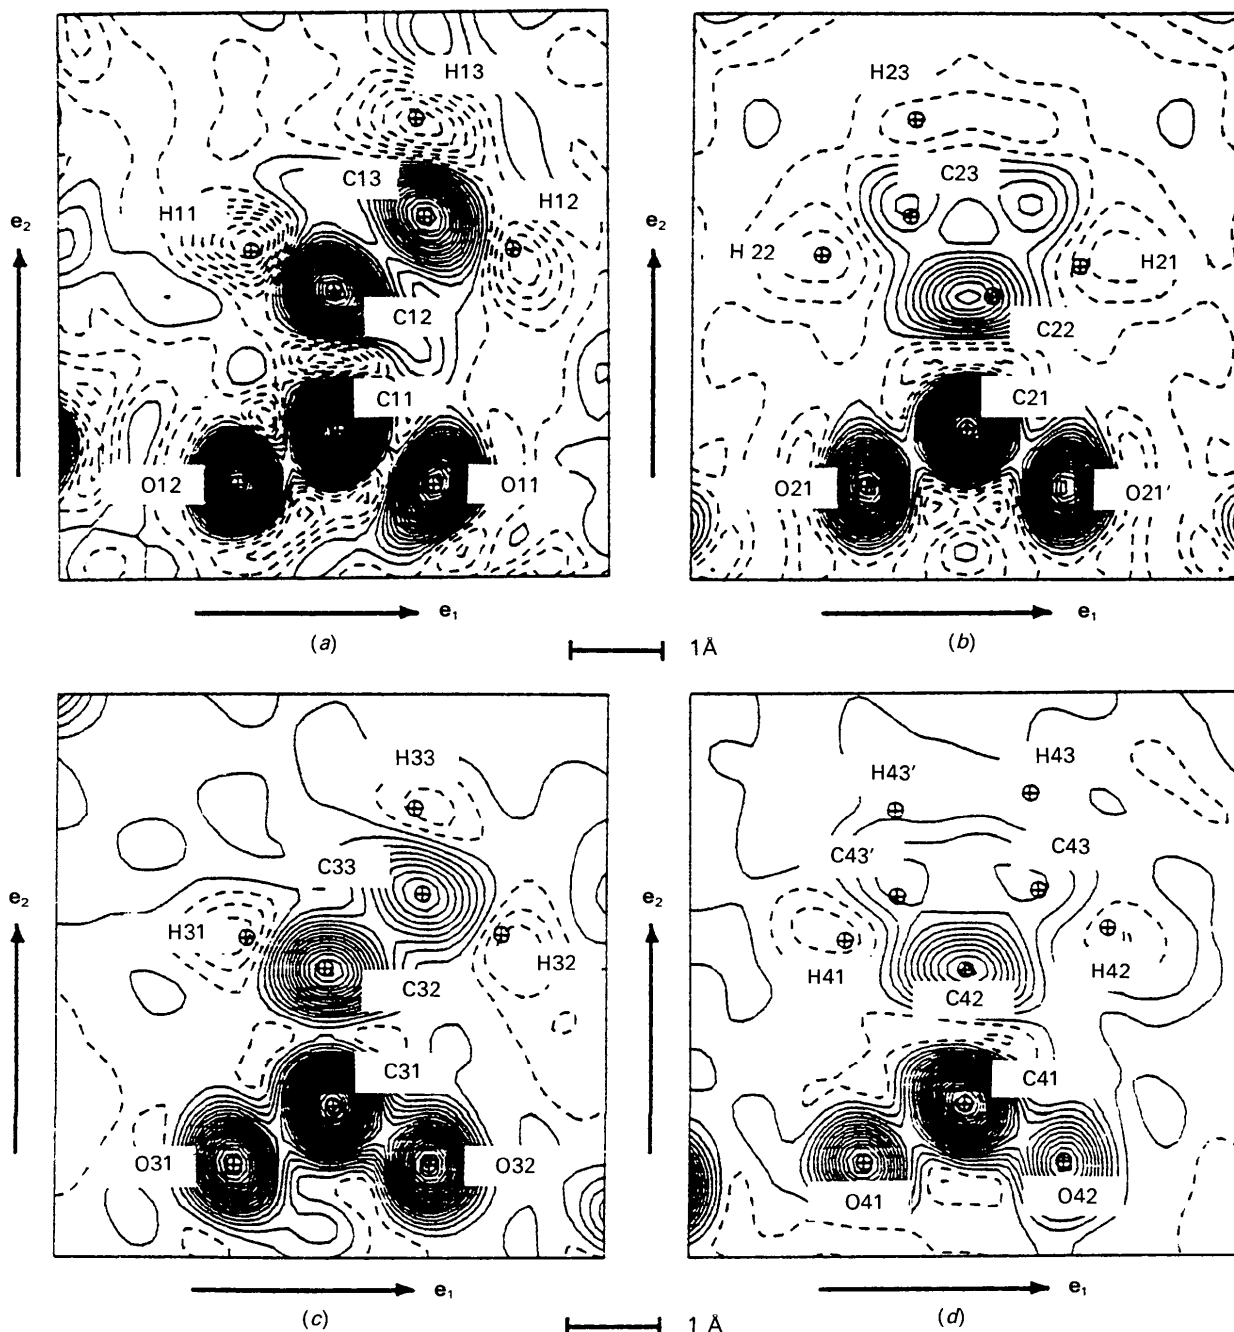 H13
C13
H11
H12
e₂
C12
C11
O12
O11
e₁
(a)
H23
C23
H 22
H21
e₂
C22
C21
O21
O21′
e₁
(b)
1 Å
H33
C33
e₂
H31
H32
C32
C31
O31
O32
e₁
(c)
H43′
H43
C43′
C43
e₂
H41
H42
C42
C41
O41
O42
e₁
(d)
1 Å